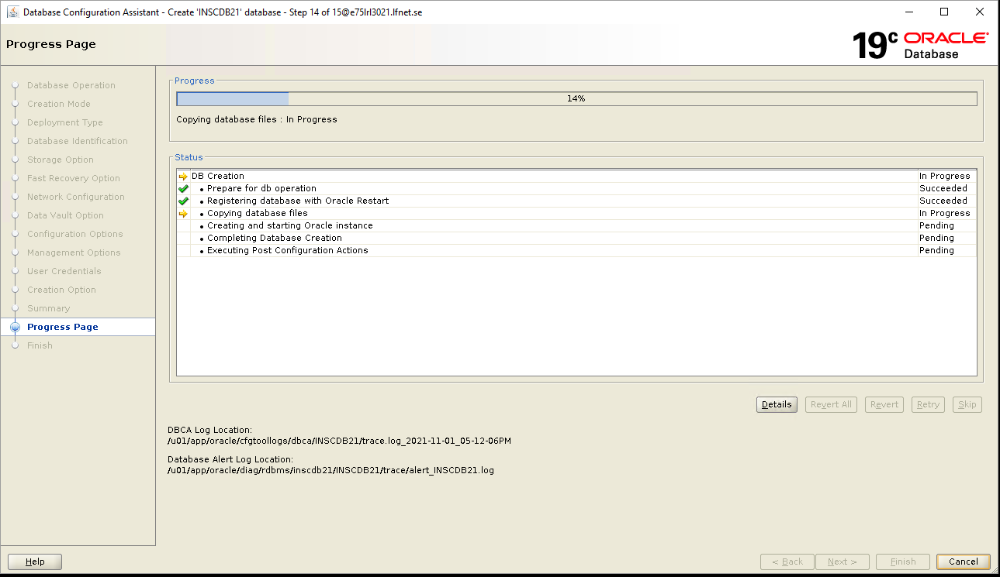 Database Configuration Assistant - Create 'INSCDB21' database - Step 14 of 15@e75lrl3021.lfnet.se
Progress Page
19c ORACLE
Database
Database Operation
Creation Mode
Deployment Type
Database Identification
Storage Option
Fast Recovery Option
Network Configuration
Data Vault Option
Configuration Options
Management Options
User Credentials
Creation Option
Summary
Progress Page
Finish
Progress
14%
Copying database files : In Progress
Status
DB Creation In Progress
• Prepare for db operation Succeeded
• Registering database with Oracle Restart Succeeded
• Copying database files In Progress
• Creating and starting Oracle instance Pending
• Completing Database Creation Pending
• Executing Post Configuration Actions Pending
Details Revert All Revert Retry Skip
DBCA Log Location:
/u01/app/oracle/cfgtoollogs/dbca/INSCDB21/trace.log_2021-11-01_05-12-06PM
Database Alert Log Location:
/u01/app/oracle/diag/rdbms/inscdb21/INSCDB21/trace/alert_INSCDB21.log
Help < Back Next > Finish Cancel